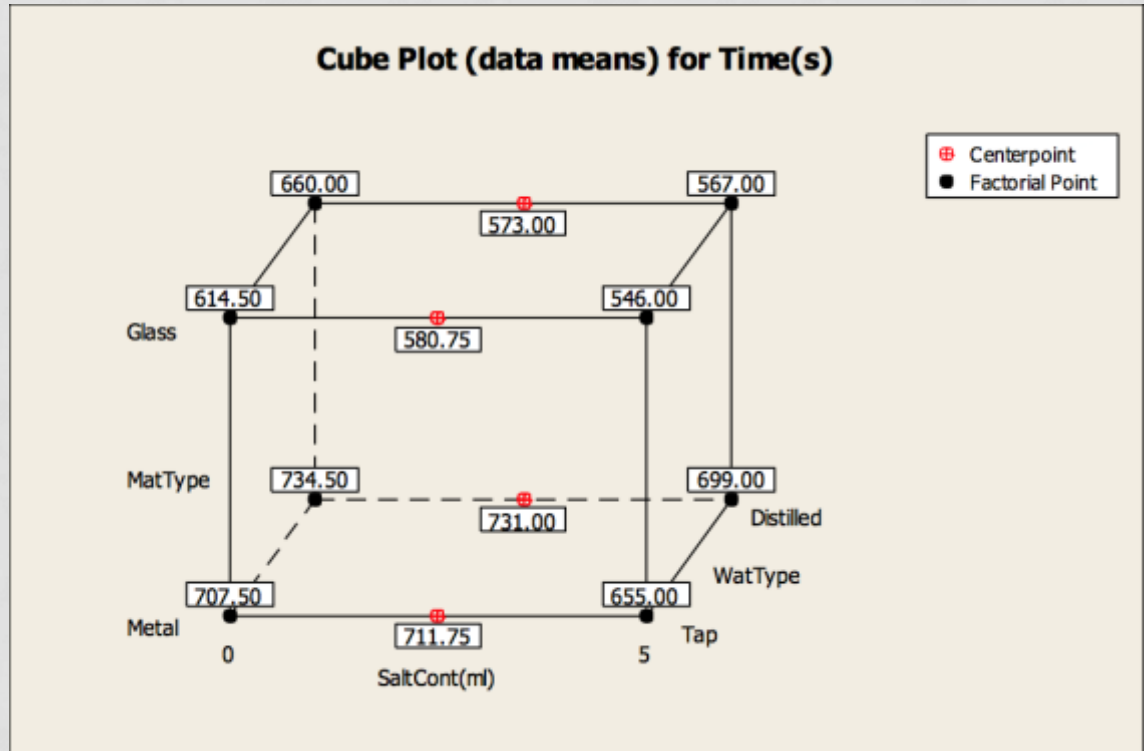 Cube Plot (data means) for Time(s)
Centerpoint
Factorial Point
660.00
567.00
573.00
614.50
546.00
Glass
580.75
MatType
734.50
699.00
731.00
Distilled
WatType
707.50
655.00
Metal
711.75
Tap
0
5
SaltCont(ml)